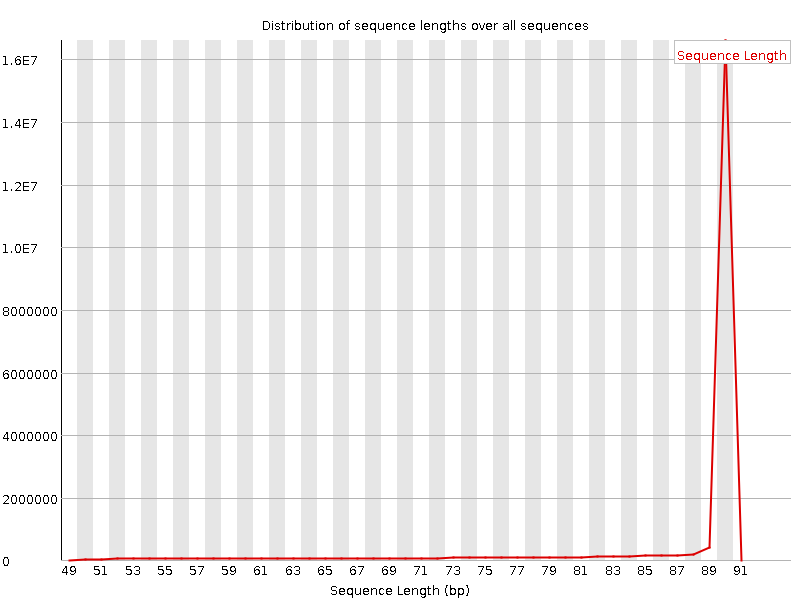 Distribution of sequence lengths over all sequences
Sequence Length
1.6E7
1.4E7
1.2E7
1.0E7
8000000
6000000
4000000
2000000
0
49 51 53 55 57 59 61 63 65 67 69 71 73 75 77 79 81 83 85 87 89 91
Sequence Length (bp)